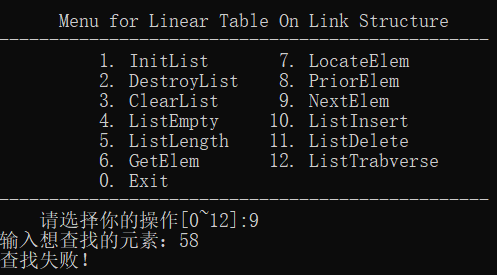 Menu for Linear Table On Link Structure
1. InitList 7. LocateElem
2. DestroyList 8. PriorElem
3. ClearList 9. NextElem
4. ListEmpty 10. ListInsert
5. ListLength 11. ListDelete
6. GetElem 12. ListTrabverse
0. Exit
请选择你的操作[0~12]:9
输入想查找的元素：58
查找失败！